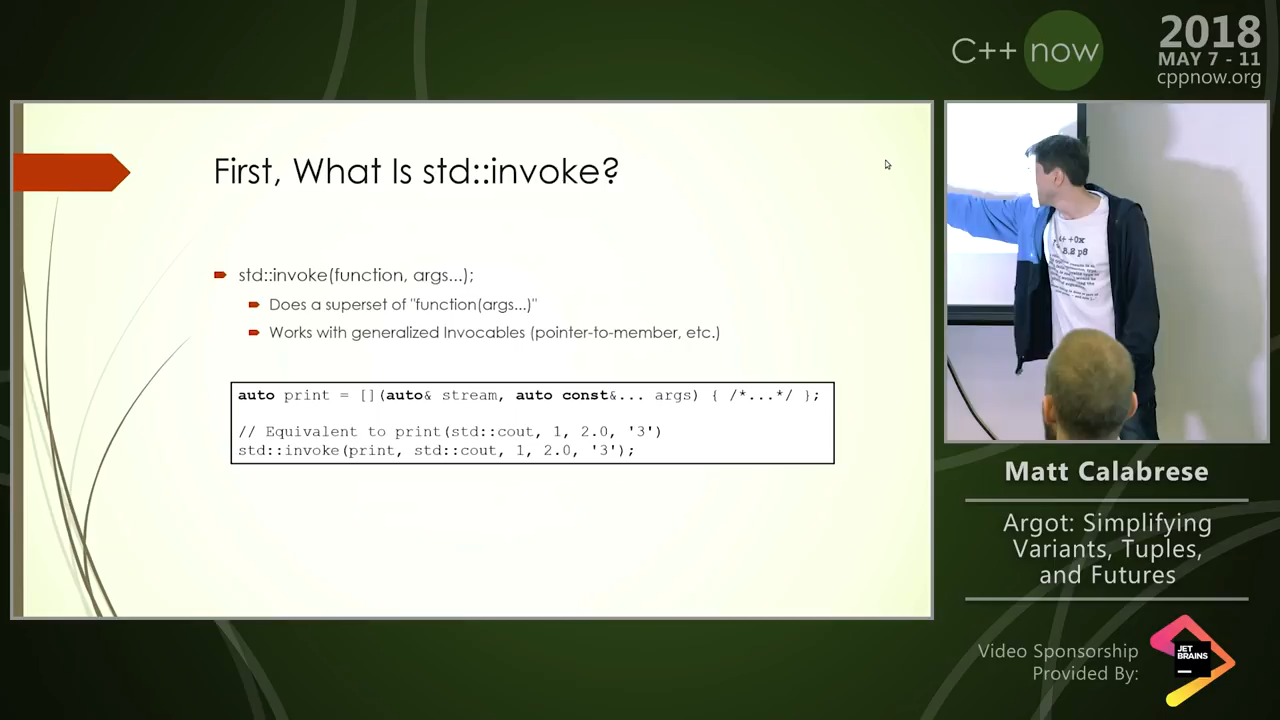 C++ now
2018
MAY 7 - 11
cppnow.org
First, What Is std::invoke?
std::invoke(function, args...);
Does a superset of "function(args...)"
Works with generalized Invocables (pointer-to-member, etc.)
auto print = [](auto& stream, auto const&... args) { /*...*/ };
// Equivalent to print(std::cout, 1, 2.0, '3')
std::invoke(print, std::cout, 1, 2.0, '3');
Matt Calabrese
Argot: Simplifying
Variants, Tuples,
and Futures
Video Sponsorship
Provided By:
JET
BRAINS